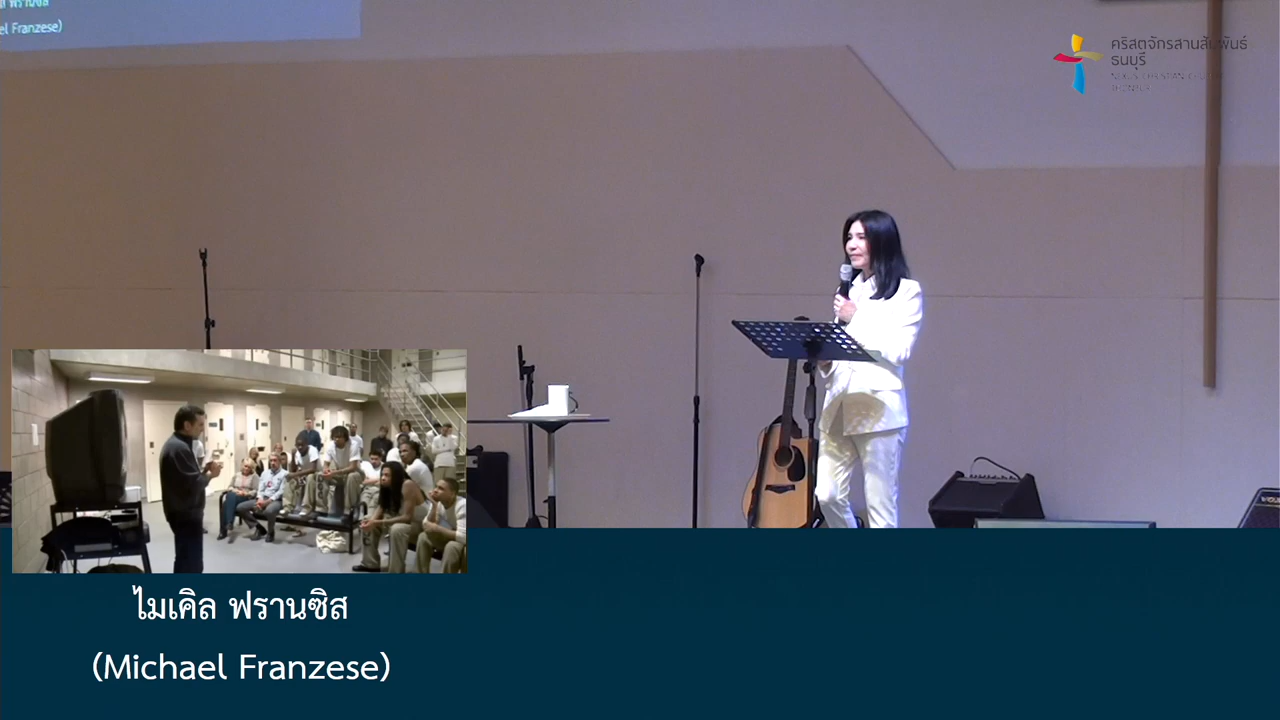 el Franzese)
คริสตจักรสานสัมพันธ์
ธนบุรี
ไมเคิล ฟรานซิส
(Michael Franzese)